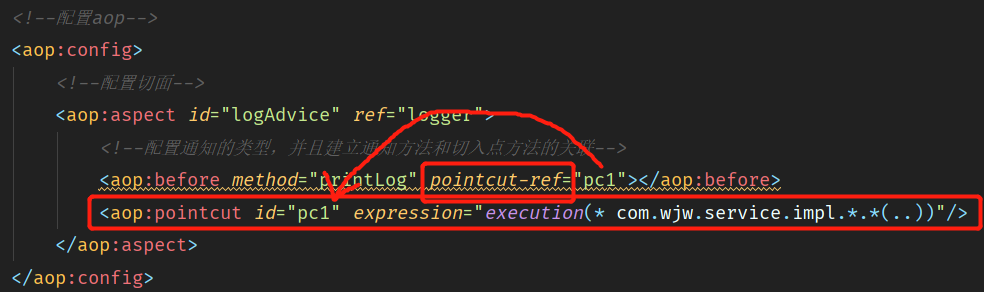 <!--配置aop-->
<aop:config>
<!--配置切面-->
<aop:aspect id="logAdvice" ref="logger">
<!--配置通知的类型，并且建立通知方法和切入点方法的关联-->
<aop:before method="printLog" pointcut-ref="pc1"></aop:before>
<aop:pointcut id="pc1" expression="execution(* com.wjw.service.impl.*.*(..))"/>
</aop:aspect>
</aop:config>